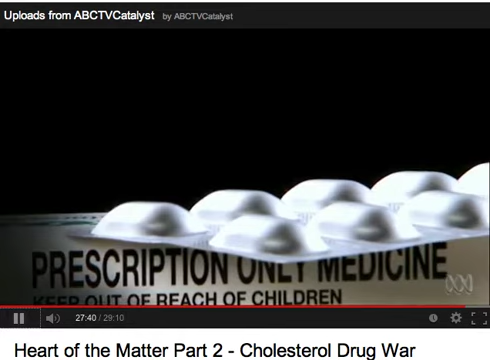 Uploads from ABCTVCatalyst by ABCTVCatalyst
PRESCRIPTION ONLY MEDICINE
KEEP OUT OF REACH OF CHILDREN
27:40 / 29:10
Heart of the Matter Part 2 - Cholesterol Drug War